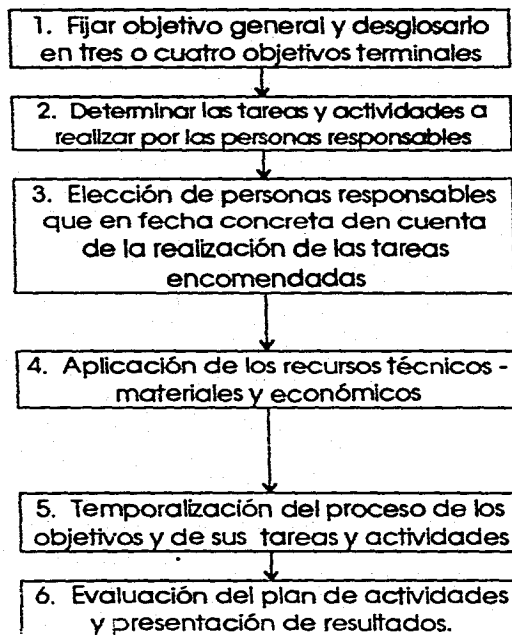 1. Fijar objetivo general y desglosarlo
en tres o cuatro objetivos terminales
2. Determinar las tareas y actividades a
realizar por las personas responsables
3. Elección de personas responsables
que en fecha concreta den cuenta
de la realización de las tareas
encomendadas
4. Aplicación de los recursos técnicos -
materiales y económicos
5. Temporalización del proceso de los
objetivos y de sus tareas y actividades
6. Evaluación del plan de actividades
y presentación de resultados.